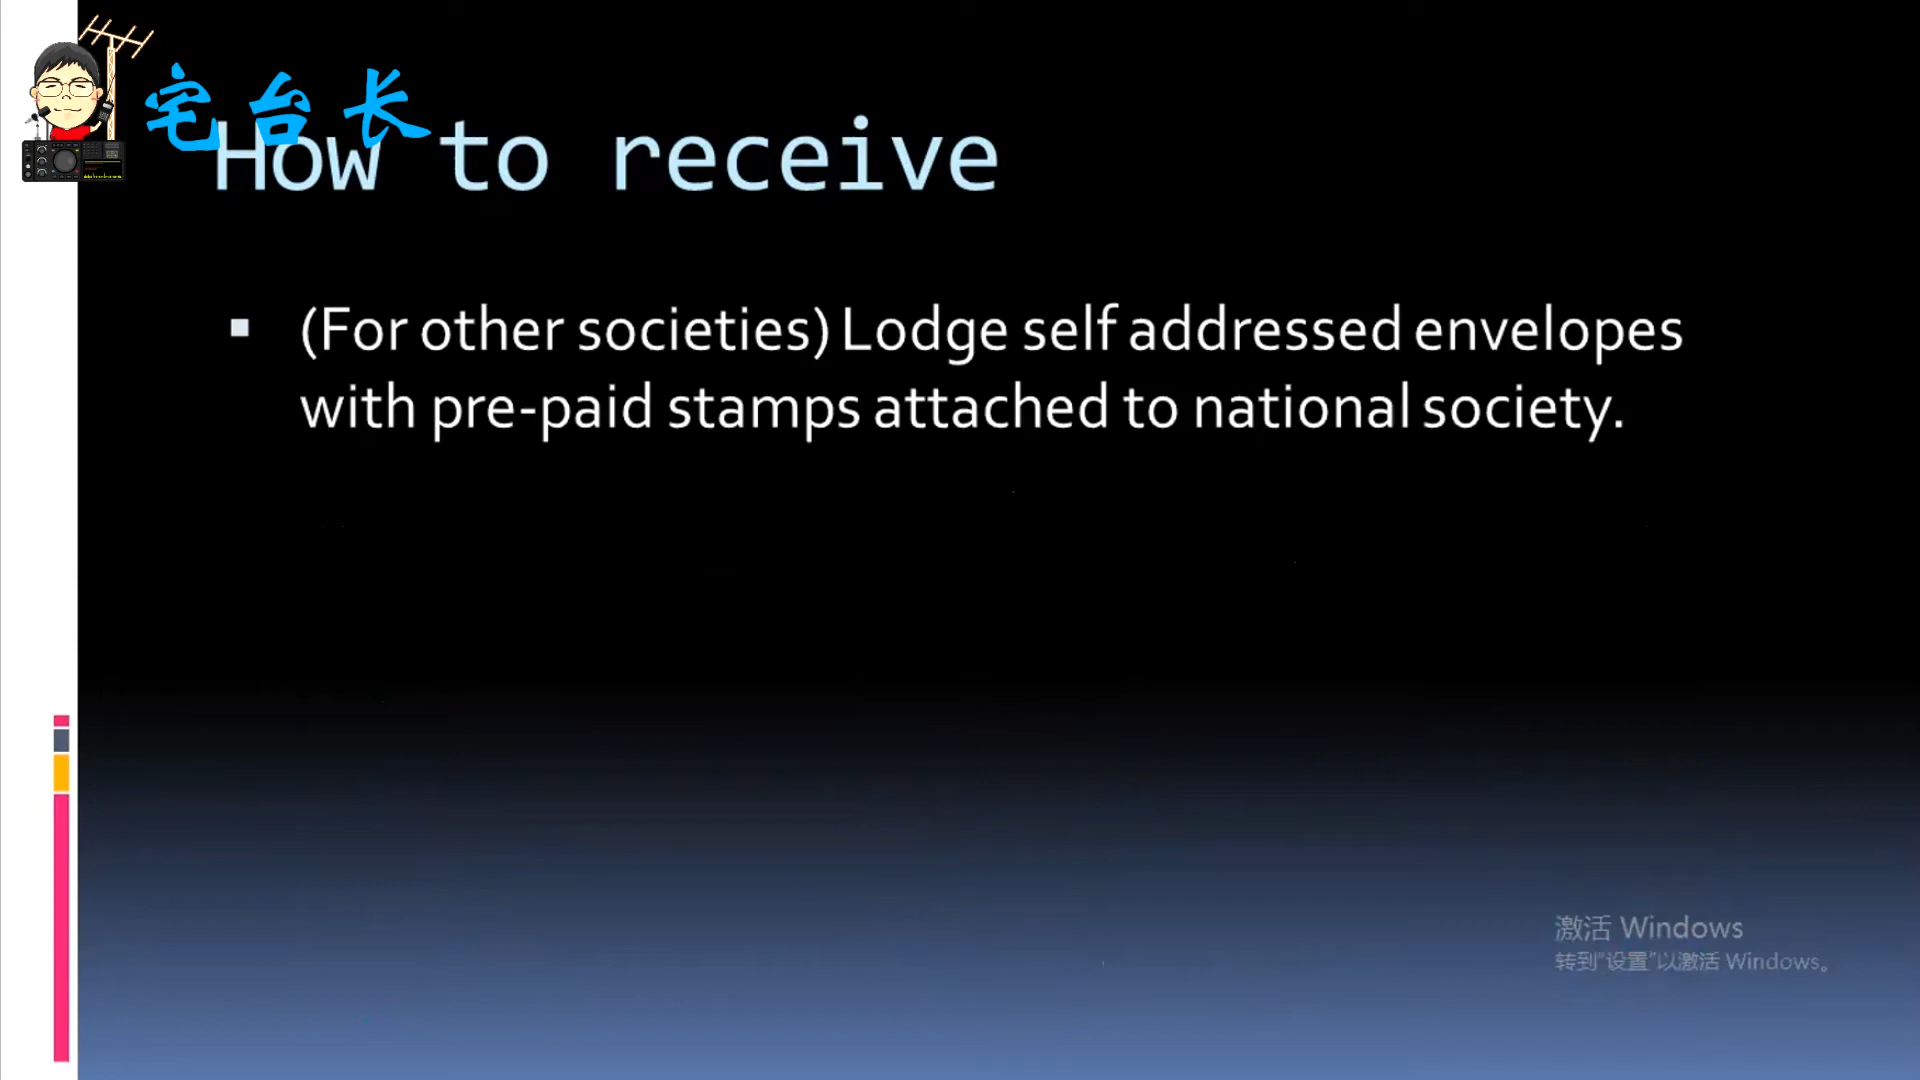 宅台长
How to receive
(For other societies) Lodge self addressed envelopes
with pre-paid stamps attached to national society.
激活 Windows
转到“设置”以激活 Windows。